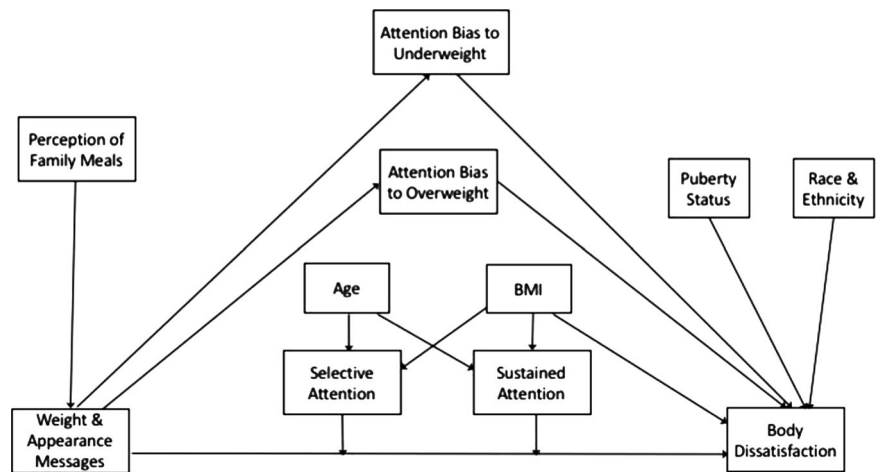 Attention Bias to
Underweight
Perception of
Family Meals
Attention Bias
to Overweight
Puberty
Status
Race &
Ethnicity
Age
BMI
Selective
Attention
Sustained
Attention
Weight &
Appearance
Messages
Body
Dissatisfaction